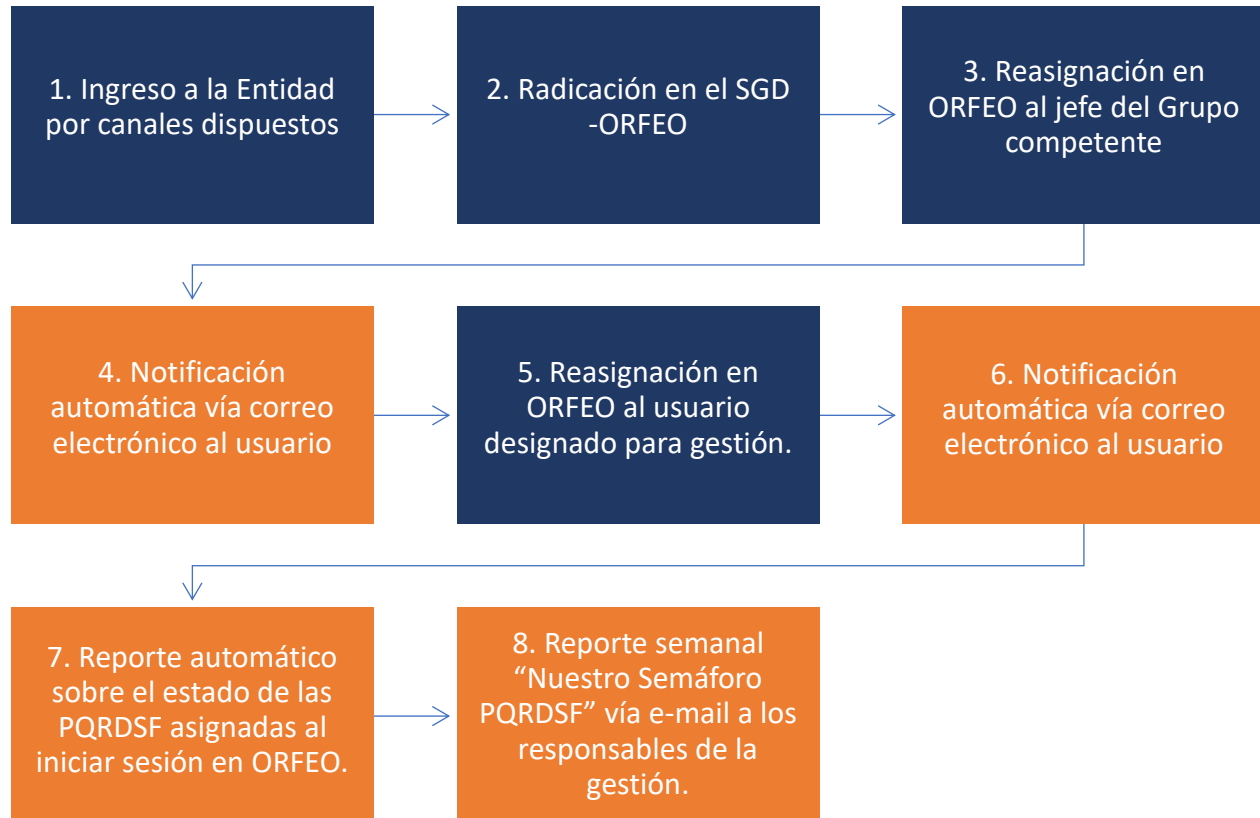 1. Ingreso a la Entidad
por canales dispuestos
2. Radicación en el SGD
-ORFEO
3. Reasignación en
ORFEO al jefe del Grupo
competente
4. Notificación
automática vía correo
electrónico al usuario
5. Reasignación en
ORFEO al usuario
designado para gestión.
6. Notificación
automática vía correo
electrónico al usuario
7. Reporte automático
sobre el estado de las
PQRDSF asignadas al
iniciar sesión en ORFEO.
8. Reporte semanal
“Nuestro Semáforo
PQRDSF” vía e-mail a los
responsables de la
gestión.